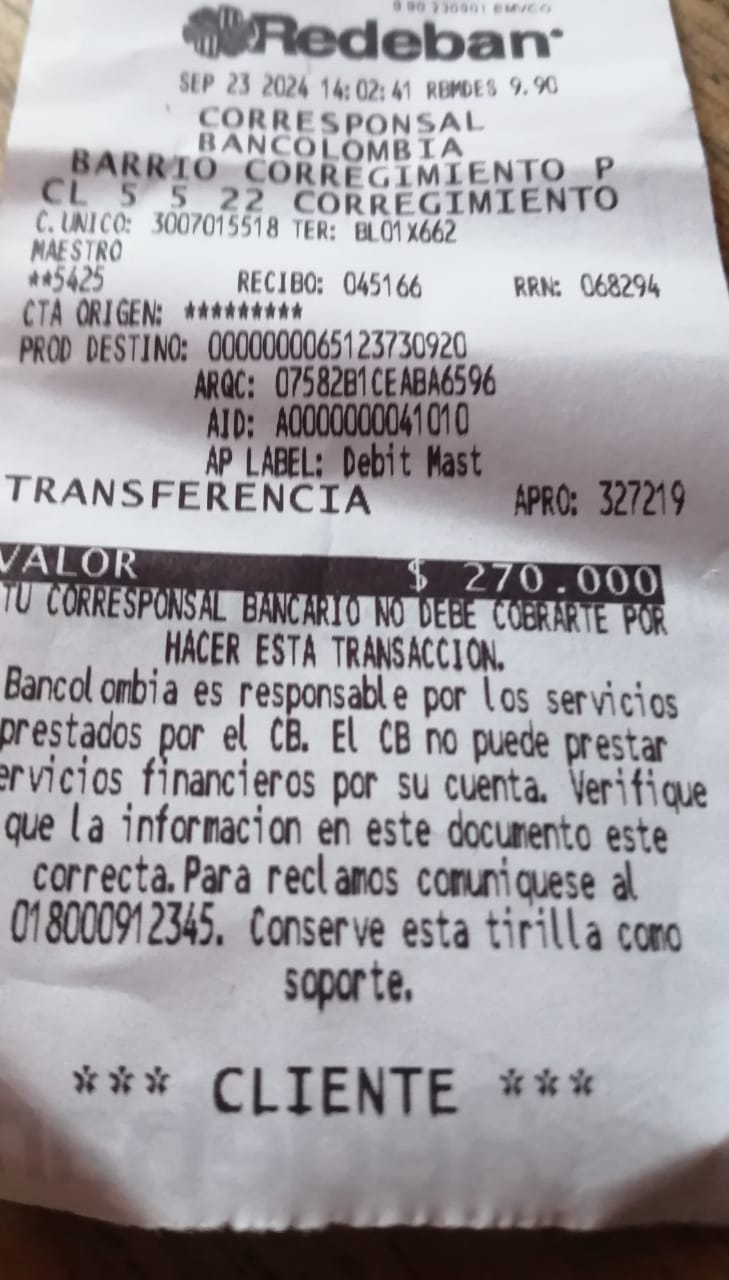 9.90 230901 EMVCO
Redeban
SEP 23 2024 14:02:41 RBMDES 9.90
CORRESPONSAL
BANCOLOMBIA
BARRIO CORREGIMIENTO P
CL 5 5 22 CORREGIMIENTO
C. UNICO: 3007015518 TER: BL01X662
MAESTRO
**5425 RECIBO: 045166 RRN: 068294
CTA ORIGEN: *********
PROD DESTINO: 0000000065123730920
ARQC: 07582B1CEABA6596
AID: A0000000041010
AP LABEL: Debit Mast
TRANSFERENCIA APRO: 327219
VALOR $ 270.000
TU CORRESPONSAL BANCARIO NO DEBE COBRARTE POR
HACER ESTA TRANSACCION.
Bancolombia es responsable por los servicios
prestados por el CB. El CB no puede prestar
ervicios financieros por su cuenta. Verifique
que la informacion en este documento este
correcta.Para reclamos comuniquese al
018000912345. Conserve esta tirilla como
soporte.
*** CLIENTE ***